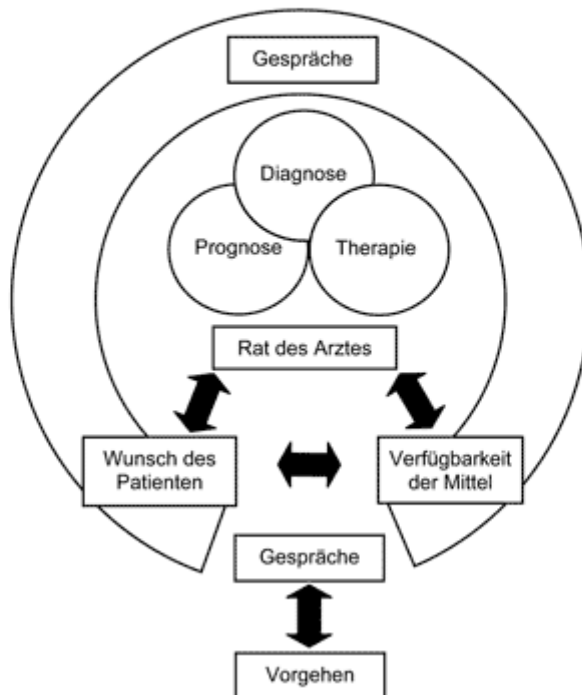 Gespräche
Diagnose
Prognose
Therapie
Rat des Arztes
Wunsch des
Patienten
Verfügbarkeit
der Mittel
Gespräche
Vorgehen